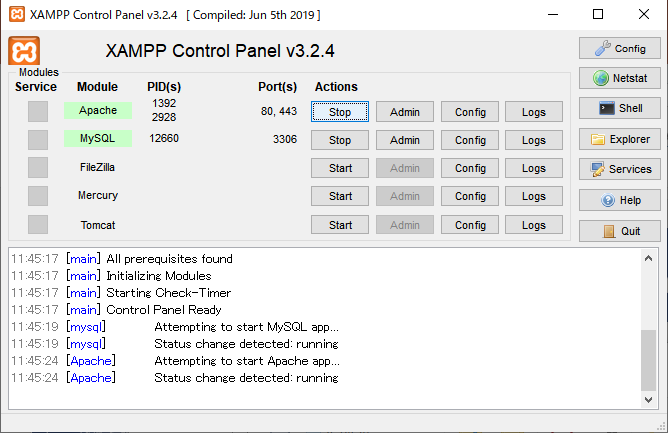 XAMPP Control Panel v3.2.4 [ Compiled: Jun 5th 2019 ]
XAMPP Control Panel v3.2.4
Config
Modules
Service Module PID(s) Port(s) Actions
Netstat
Apache 1392 2928 80, 443 Stop Admin Config Logs
Shell
MySQL 12660 3306 Stop Admin Config Logs
Explorer
FileZilla Start Admin Config Logs
Services
Mercury Start Admin Config Logs
Help
Tomcat Start Admin Config Logs
Quit
11:45:17 [main] All prerequisites found
11:45:17 [main] Initializing Modules
11:45:17 [main] Starting Check-Timer
11:45:17 [main] Control Panel Ready
11:45:19 [mysql] Attempting to start MySQL app...
11:45:19 [mysql] Status change detected: running
11:45:24 [Apache] Attempting to start Apache app...
11:45:24 [Apache] Status change detected: running